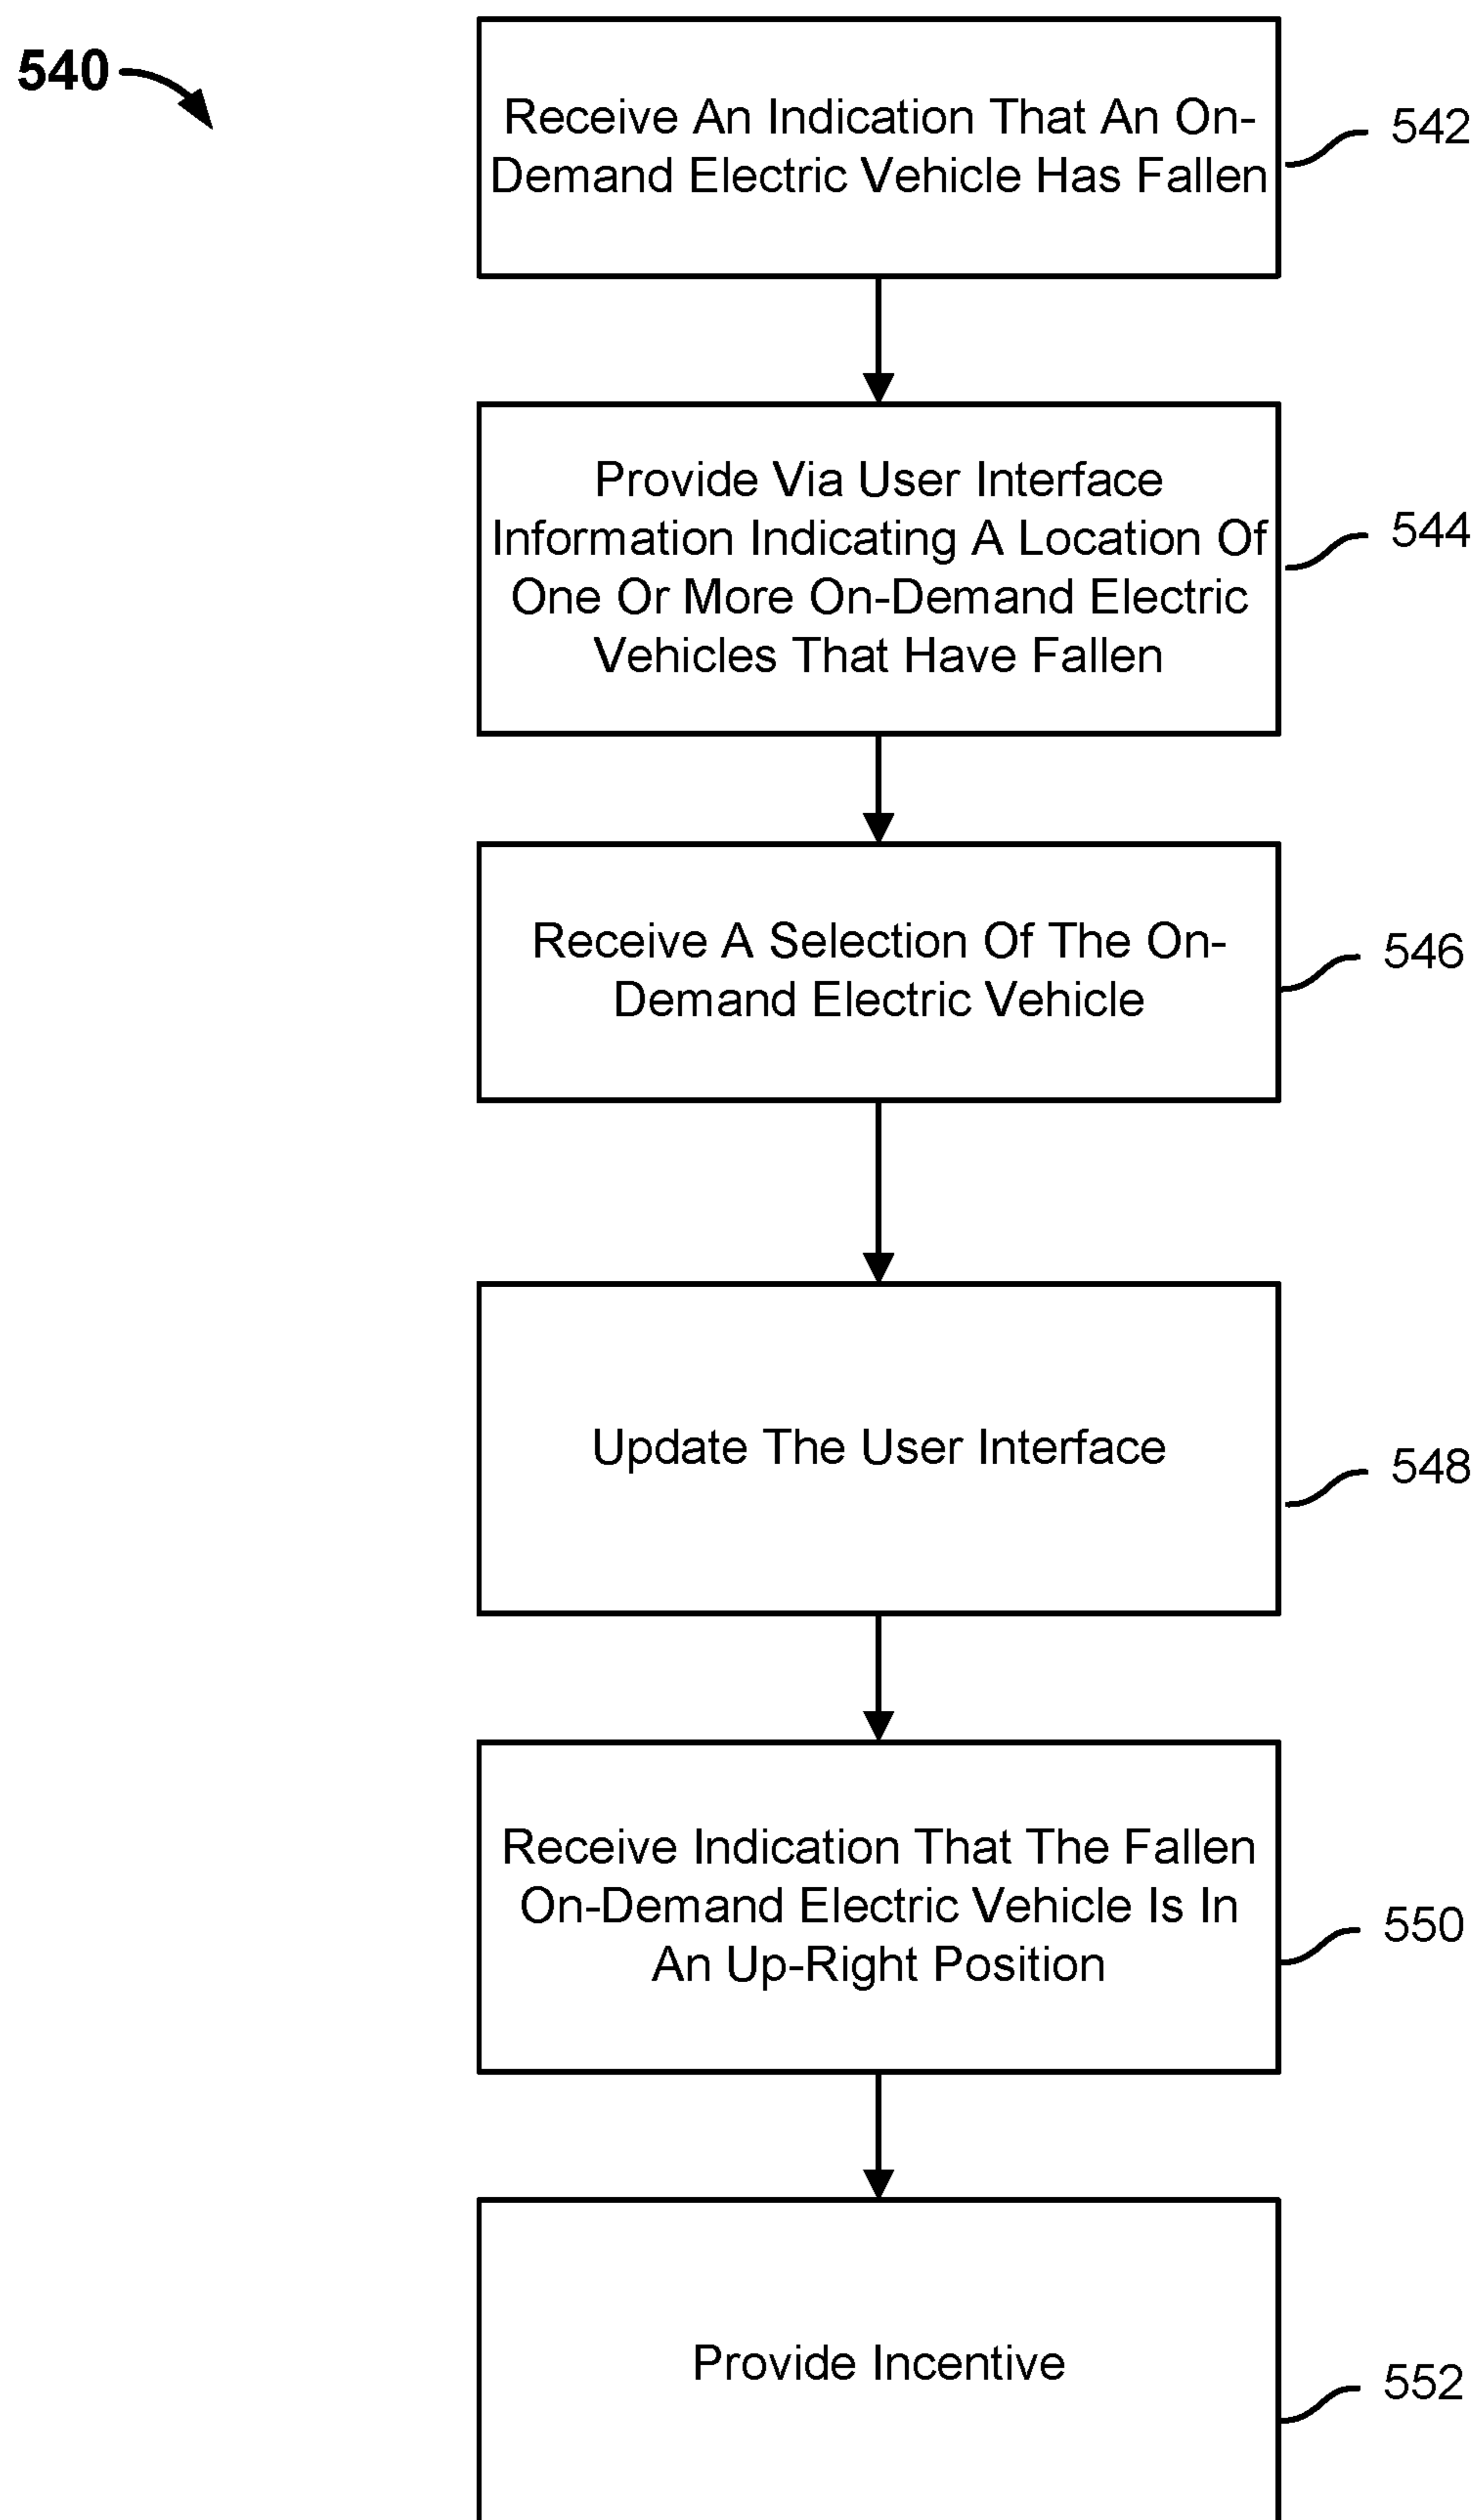 540
Receive An Indication That An On-
Demand Electric Vehicle Has Fallen
542
Provide Via User Interface
Information Indicating A Location Of
One Or More On-Demand Electric
Vehicles That Have Fallen
544
Receive A Selection Of The On-
Demand Electric Vehicle
546
Update The User Interface
548
Receive Indication That The Fallen
On-Demand Electric Vehicle Is In
An Up-Right Position
550
Provide Incentive
552